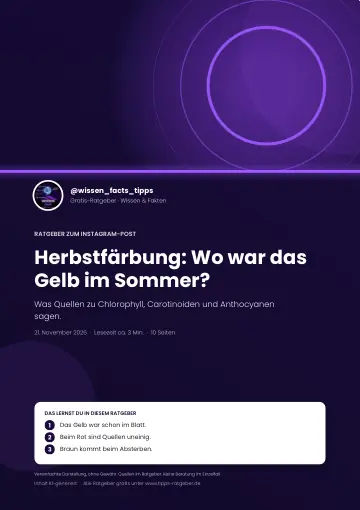 @wissen_facts_tipps
Gratis-Ratgeber · Wissen & Fakten
RATGEBER ZUM INSTAGRAM-POST
Herbstfärbung: Wo war das
Gelb im Sommer?
Was Quellen zu Chlorophyll, Carotinoiden und Anthocyanen
sagen.
21. November 2026 · Lesezeit ca. 3 Min. · 10 Seiten
DAS LERNST DU IN DIESEM RATGEBER
1 Das Gelb war schon im Blatt.
2 Beim Rot sind Quellen uneinig.
3 Braun kommt beim Absterben.
Vereinfachte Darstellung, ohne Gewähr. Quellen im Ratgeber. Keine Beratung im Einzelfall.
Inhalt KI-generiert · Alle Ratgeber gratis unter www.tipps-ratgeber.de